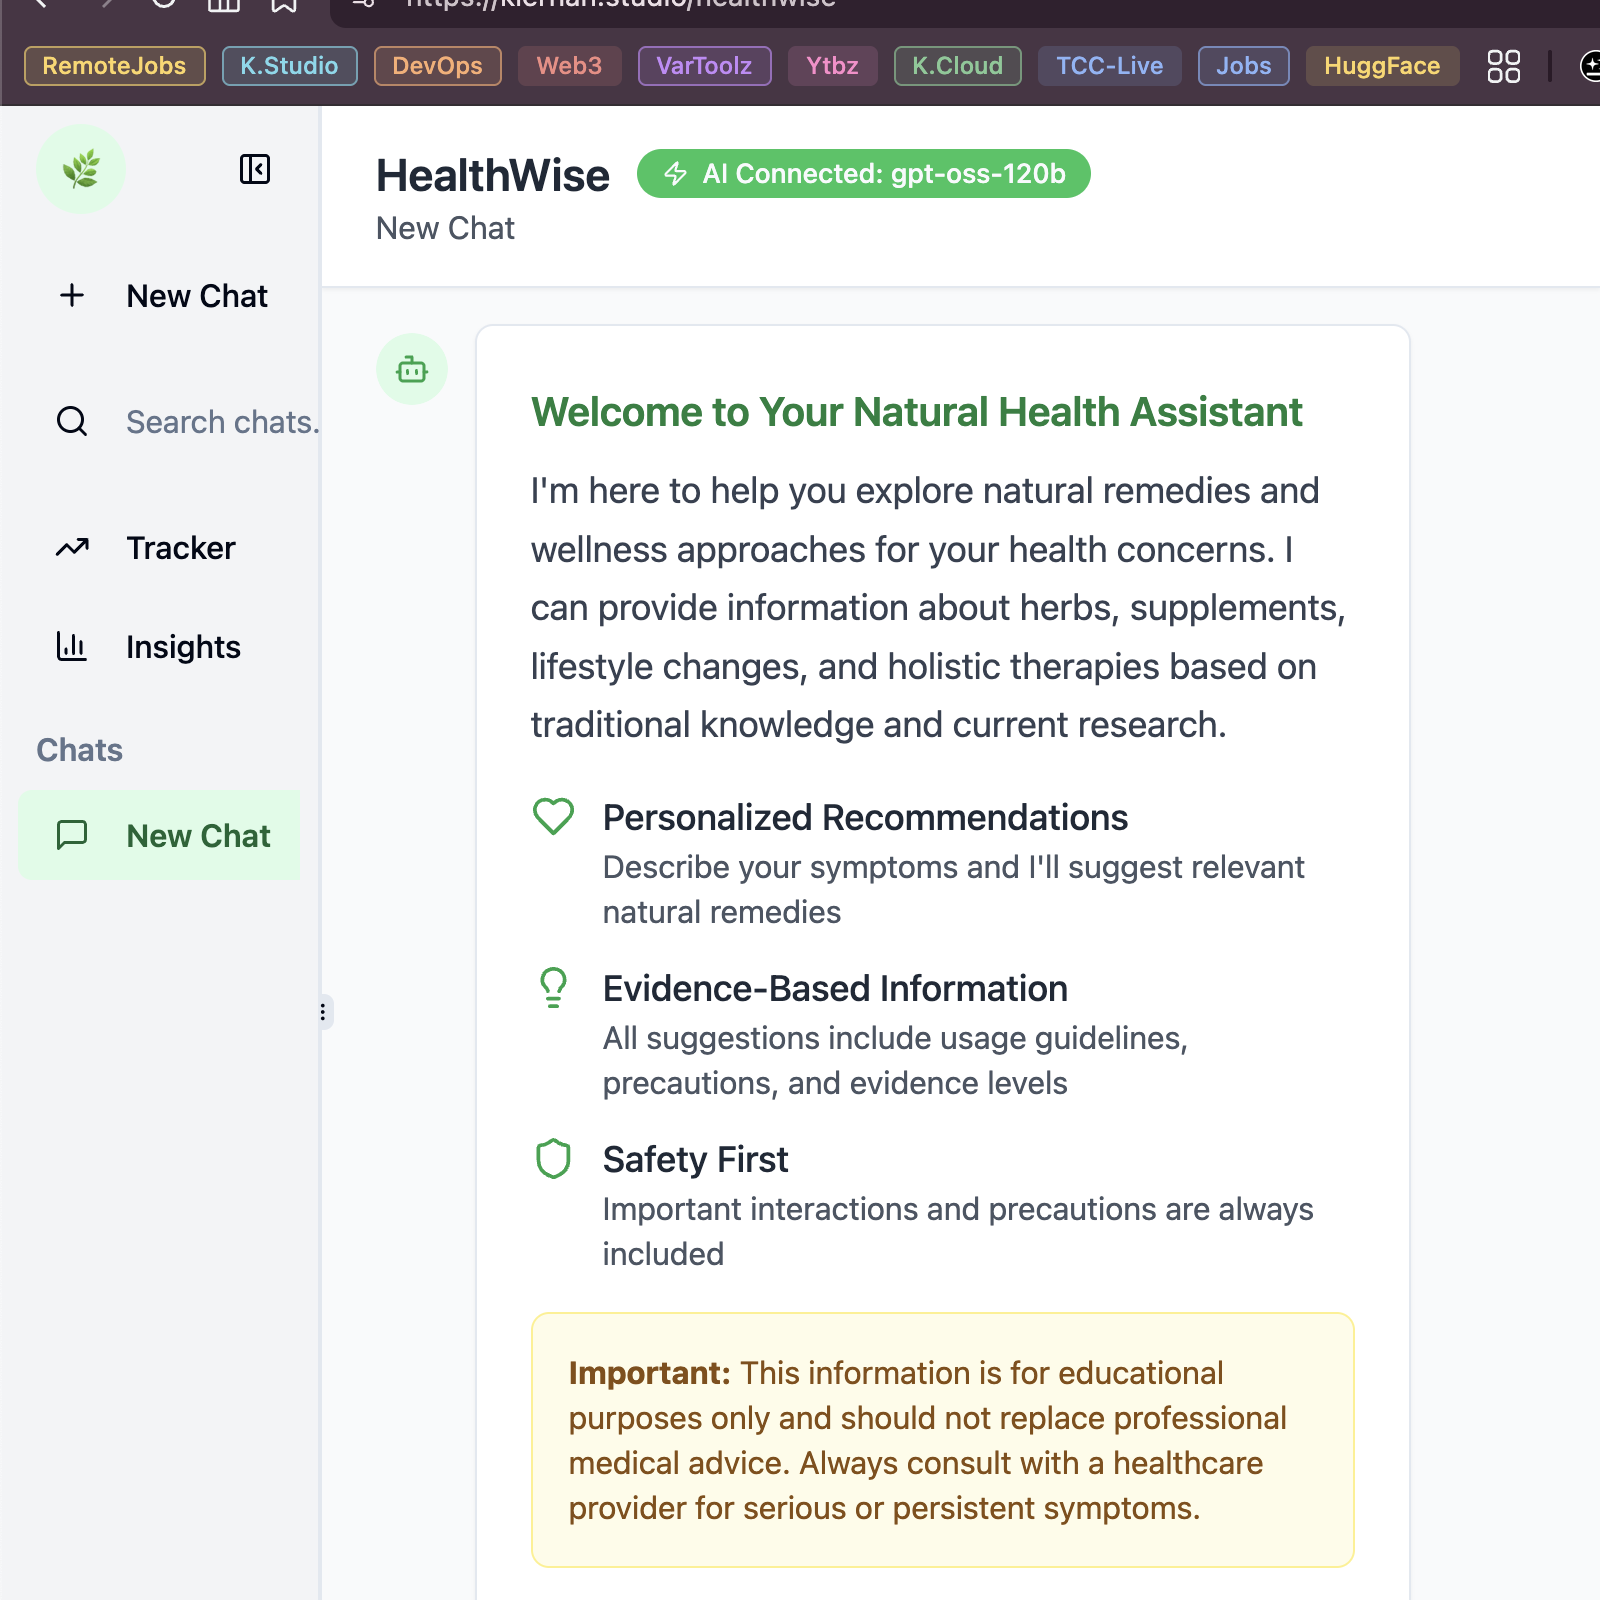 https://kiernan.studio/healthwise
RemoteJobs K.Studio DevOps Web3 VarToolz Ytbz K.Cloud TCC-Live Jobs HuggFace
HealthWise
AI Connected: gpt-oss-120b
New Chat
New Chat
Search chats.
Tracker
Insights
Chats
New Chat
Welcome to Your Natural Health Assistant
I'm here to help you explore natural remedies and
wellness approaches for your health concerns. I
can provide information about herbs, supplements,
lifestyle changes, and holistic therapies based on
traditional knowledge and current research.
Personalized Recommendations
Describe your symptoms and I'll suggest relevant
natural remedies
Evidence-Based Information
All suggestions include usage guidelines,
precautions, and evidence levels
Safety First
Important interactions and precautions are always
included
Important: This information is for educational
purposes only and should not replace professional
medical advice. Always consult with a healthcare
provider for serious or persistent symptoms.